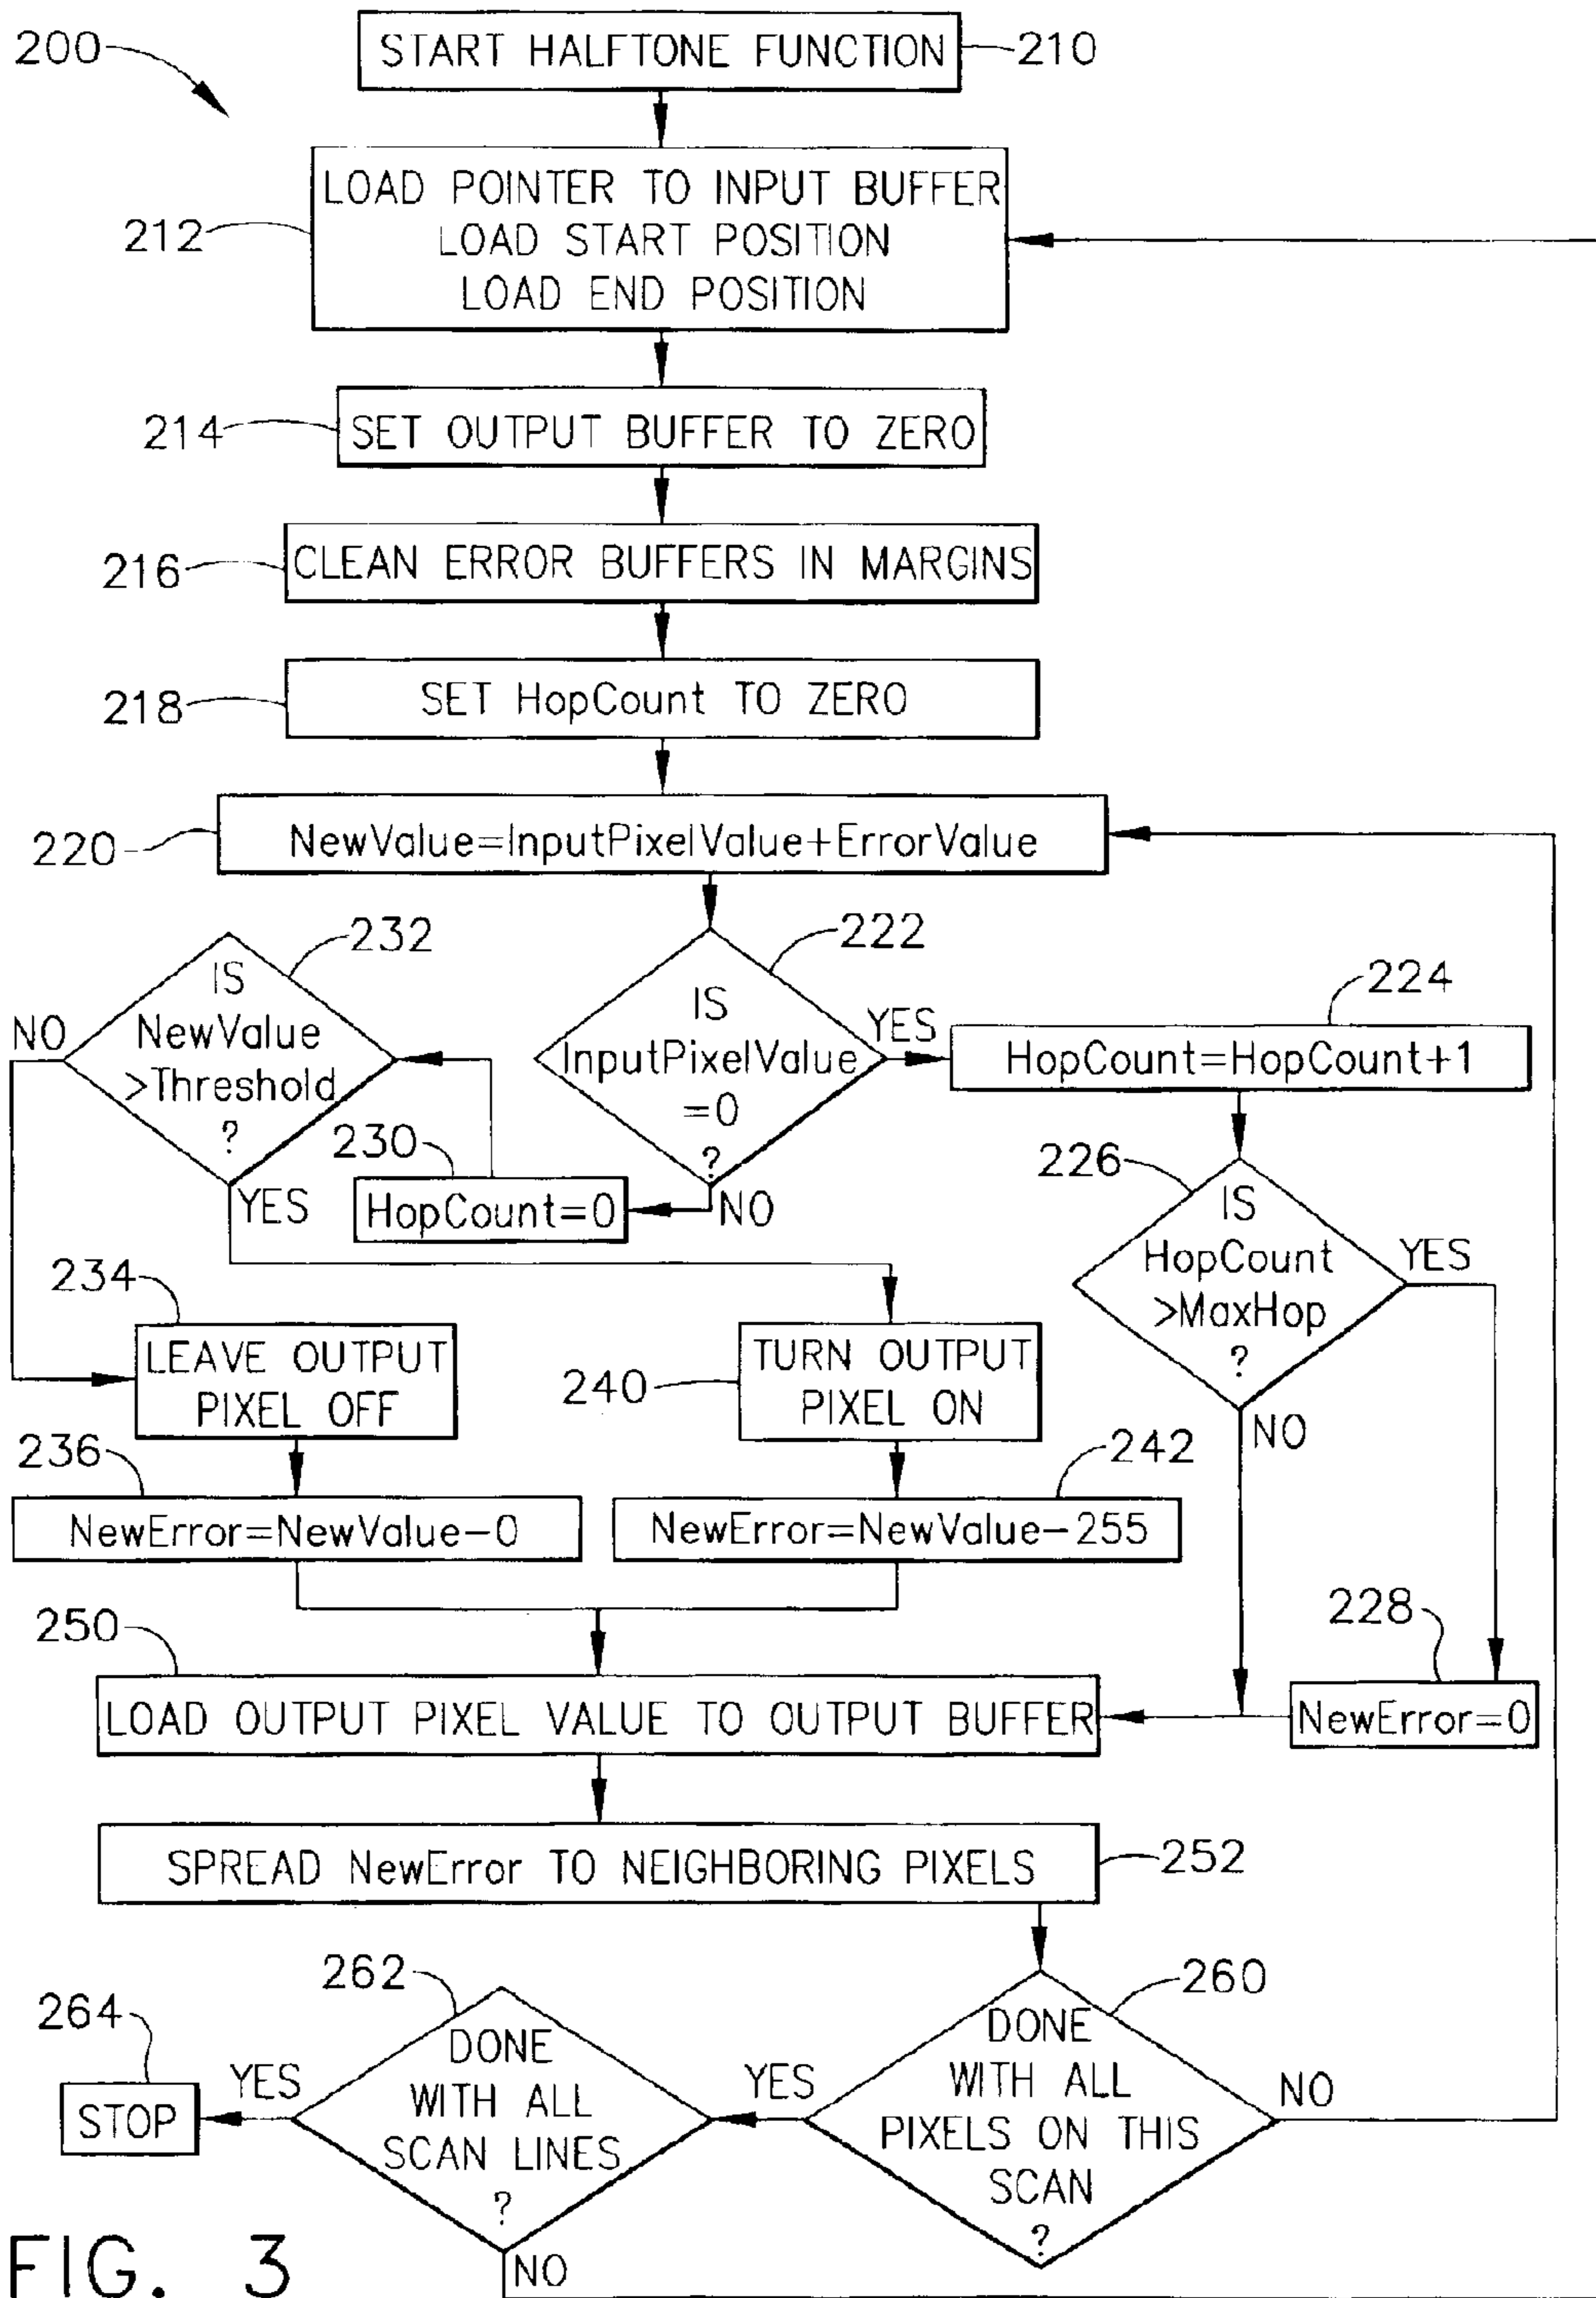 200
START HALFTONE FUNCTION
210
LOAD POINTER TO INPUT BUFFER
LOAD START POSITION
LOAD END POSITION
212
SET OUTPUT BUFFER TO ZERO
214
CLEAN ERROR BUFFERS IN MARGINS
216
SET HopCount TO ZERO
218
NewValue=InputPixelValue+ErrorValue
220
222
IS
InputPixelValue
=0
?
YES
NO
224
HopCount=HopCount+1
226
IS
HopCount
>MaxHop
?
YES
NO
228
NewError=0
230
HopCount=0
232
IS
NewValue
>Threshold
?
NO
YES
234
LEAVE OUTPUT
PIXEL OFF
236
NewError=NewValue-0
240
TURN OUTPUT
PIXEL ON
242
NewError=NewValue-255
250
LOAD OUTPUT PIXEL VALUE TO OUTPUT BUFFER
SPREAD NewError TO NEIGHBORING PIXELS
252
260
DONE
WITH ALL
PIXELS ON THIS
SCAN
?
NO
YES
262
DONE
WITH ALL
SCAN LINES
?
YES
NO
264
STOP
FIG. 3